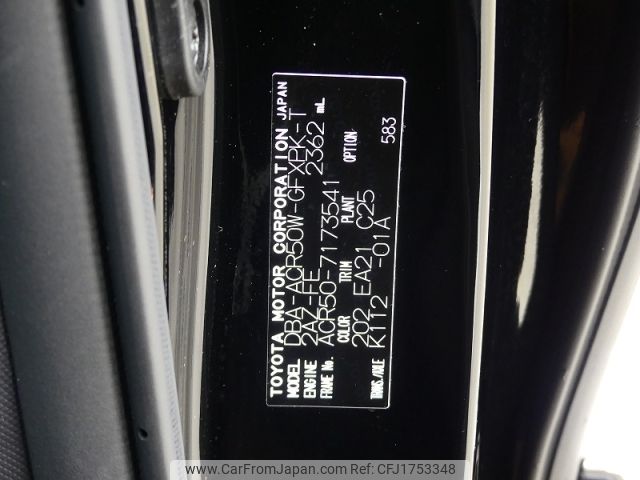 TOYOTA MOTOR CORPORATION JAPAN
MODEL DBA-ACR50W-GFXPK-T
ENGINE 2AZ-FE 2362 mL
FRAME No. ACR50-7173541
COLOR TRIM PLANT OPTION
202 EA21 C25 583
TRANS./AXLE K112 -01A
www.CarFromJapan.com - Refno CFJ1753348